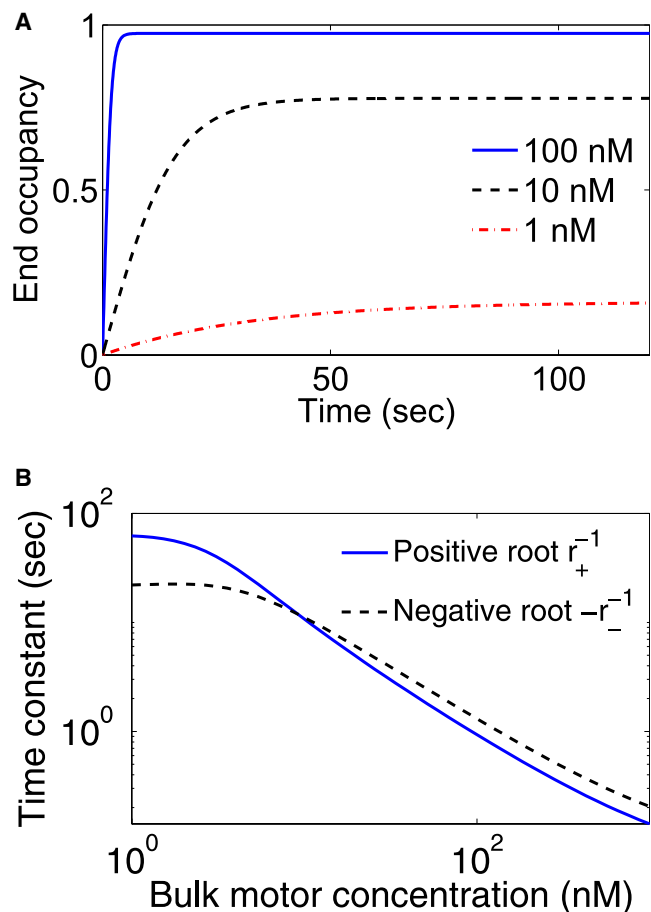 A
1
0.5
0
End occupancy
100 nM
10 nM
1 nM
0
50
100
Time (sec)
B
10^2
10^0
Time constant (sec)
Positive root r_+^{-1}
Negative root –r_–^{-1}
10^0
10^2
Bulk motor concentration (nM)